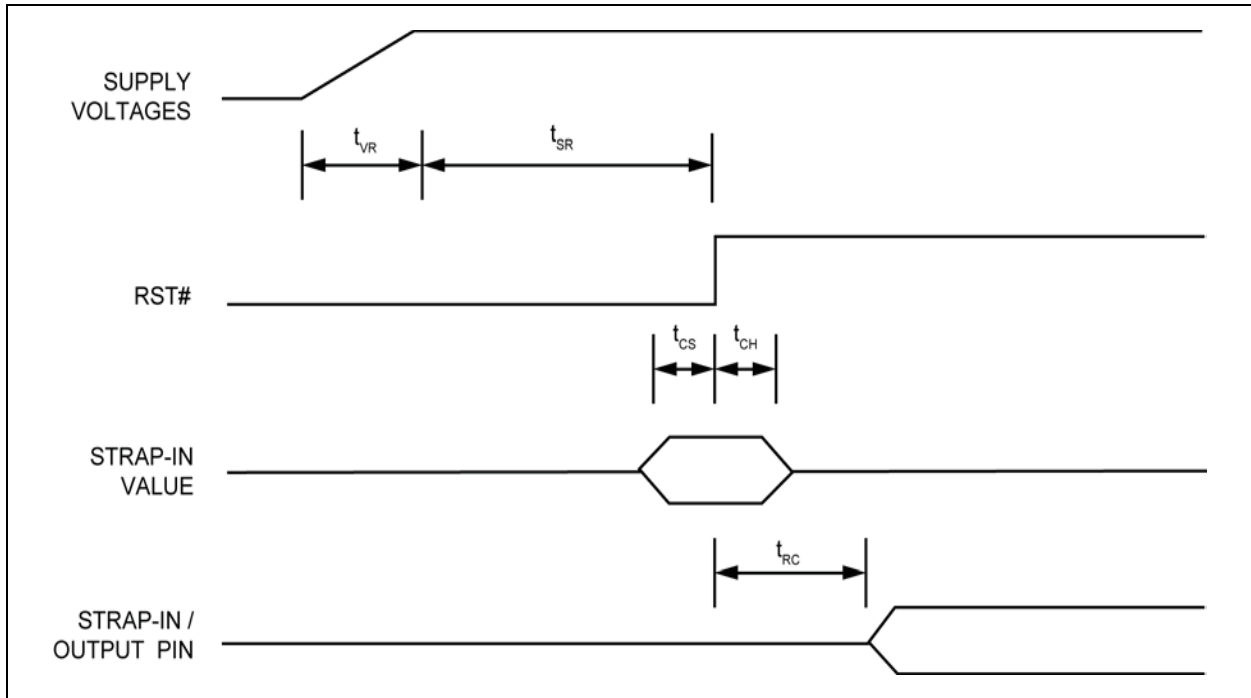 SUPPLY
VOLTAGES
tVR
tSR
RST#
tCS
tCH
STRAP-IN
VALUE
tRC
STRAP-IN /
OUTPUT PIN